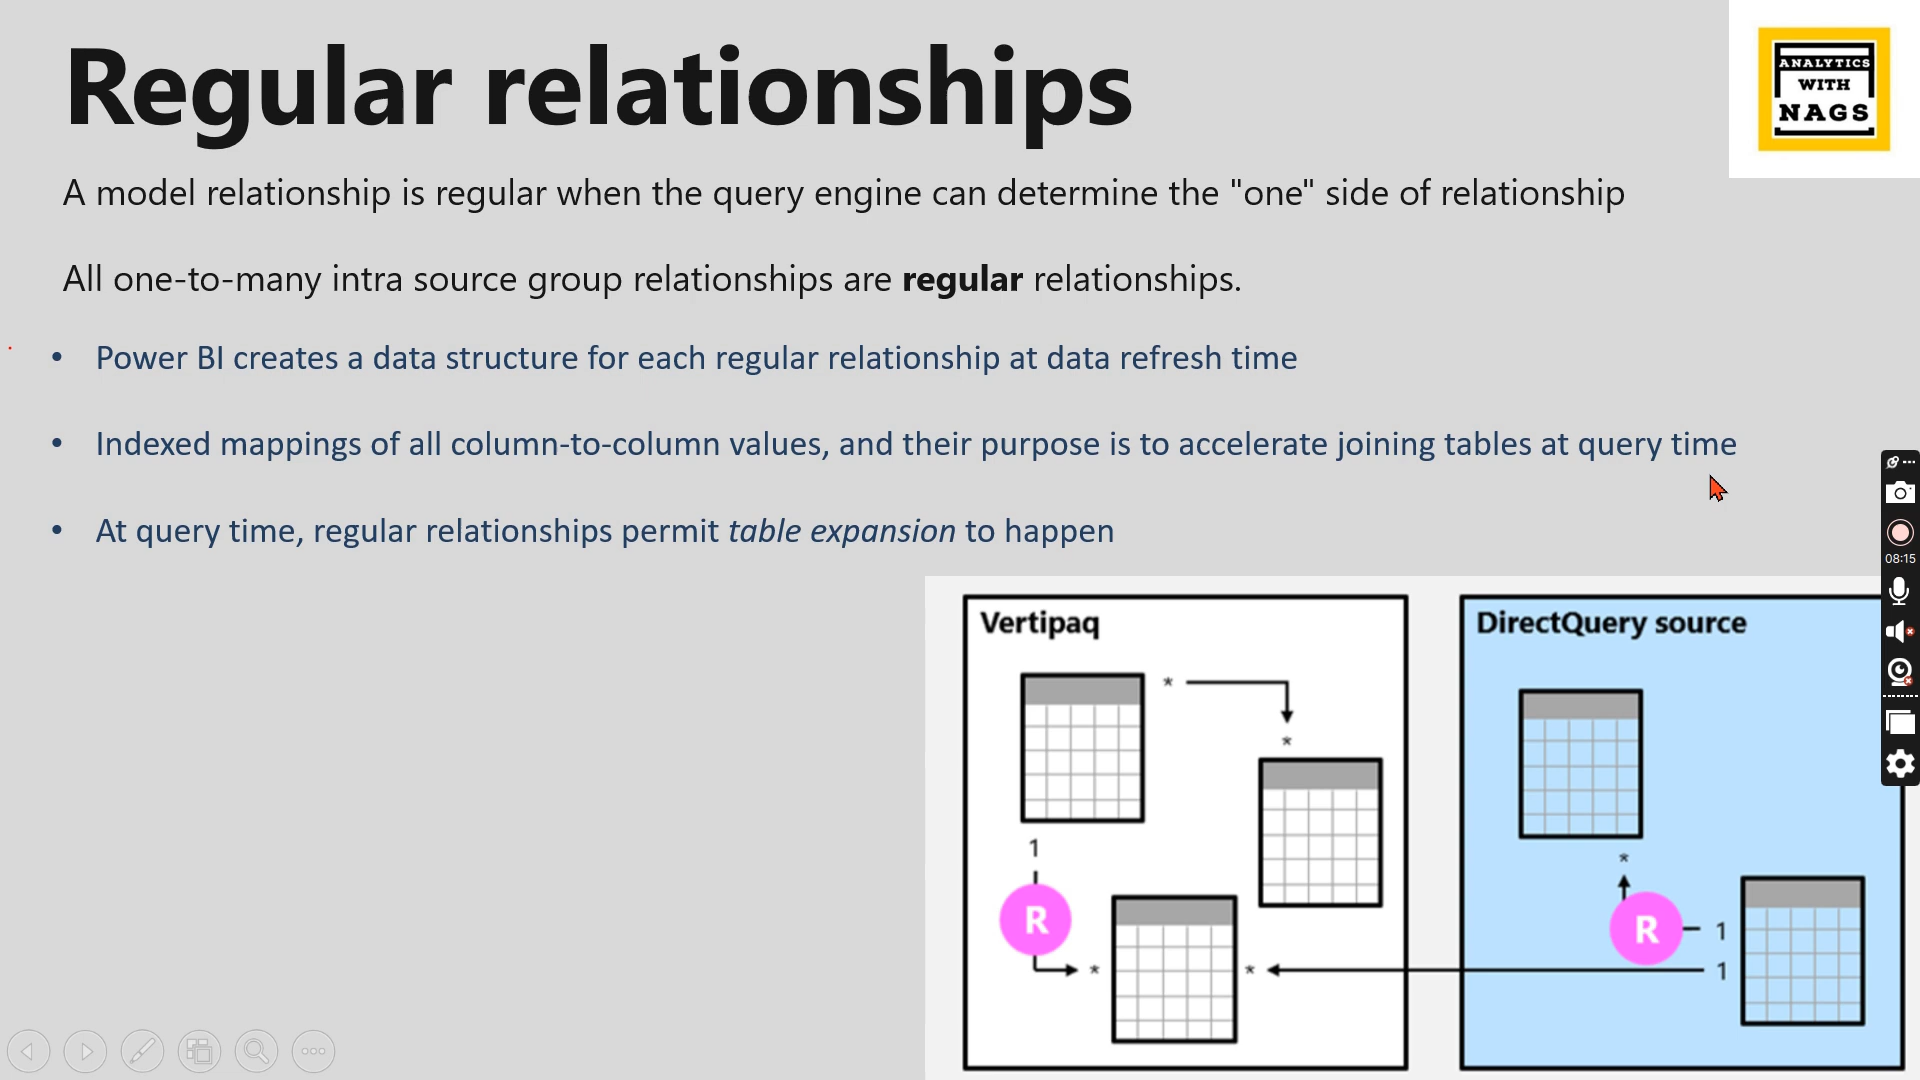 Regular relationships
ANALYTICS
WITH
NAGS
A model relationship is regular when the query engine can determine the "one" side of relationship
All one-to-many intra source group relationships are regular relationships.
• Power BI creates a data structure for each regular relationship at data refresh time
• Indexed mappings of all column-to-column values, and their purpose is to accelerate joining tables at query time
• At query time, regular relationships permit table expansion to happen
08:15
Vertipaq
DirectQuery source
*
*
1
R
*
*
*
R
1
1